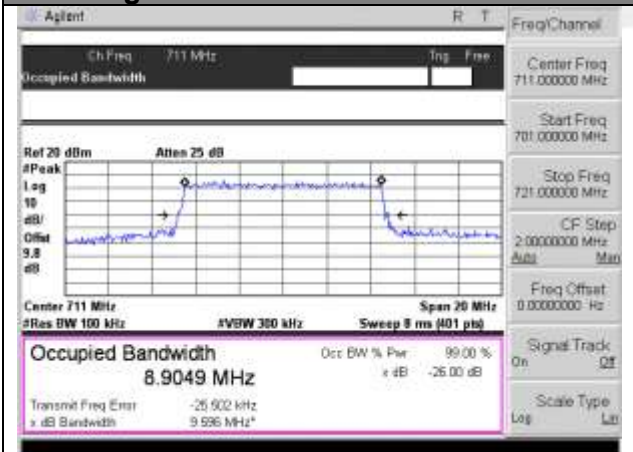 Agilent R T
Ch Freq 711 MHz Trig Free
Occupied Bandwidth
Ref 20 dBm Atten 25 dB
#Peak
Log
10
dB/
Offst
9.8
dB
Center 711 MHz Span 20 MHz
#Res BW 100 kHz #VBW 300 kHz Sweep 8 ms (401 pts)
Occupied Bandwidth Occ BW % Pwr 99.00 %
8.9049 MHz x dB -26.00 dB
Transmit Freq Error -25.502 kHz
x dB Bandwidth 9.596 MHz*
Freq/Channel
Center Freq
711.000000 MHz
Start Freq
701.000000 MHz
Stop Freq
721.000000 MHz
CF Step
2.00000000 MHz
Auto Man
Freq Offset
0.00000000 Hz
Signal Track
On Off
Scale Type
Log Lin